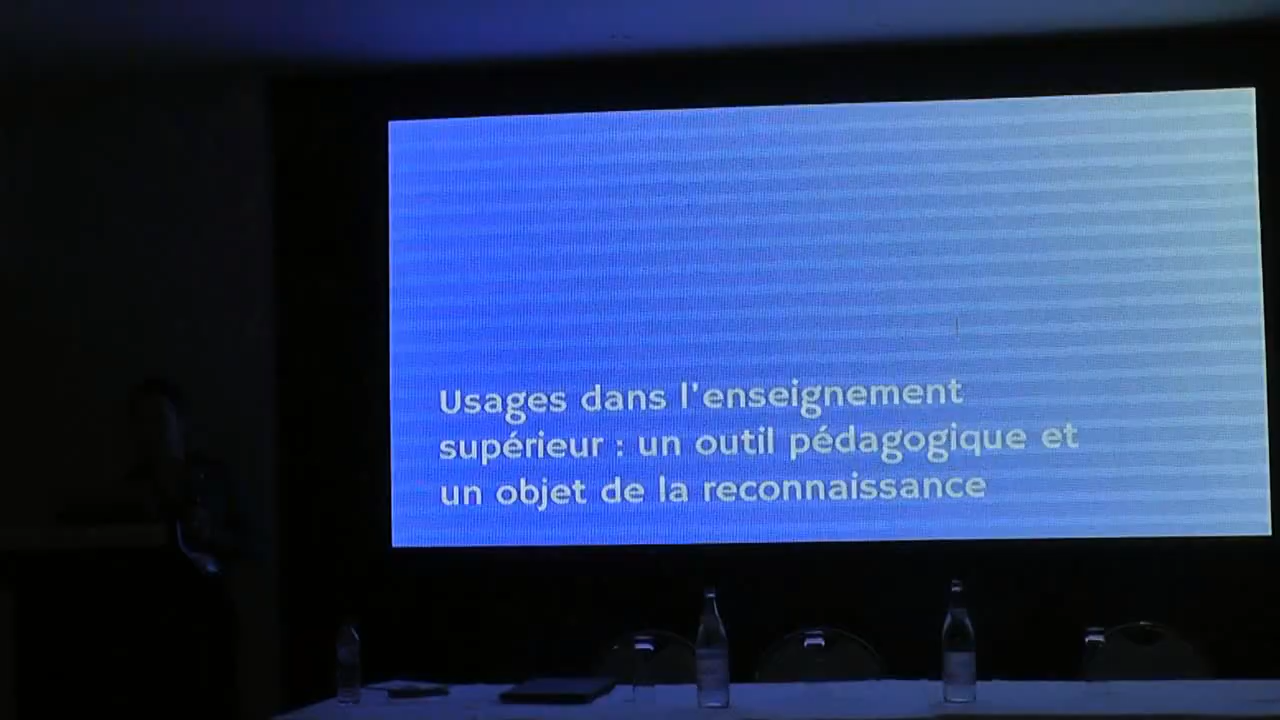 Usages dans l'enseignement
supérieur : un outil pédagogique et
un objet de la reconnaissance